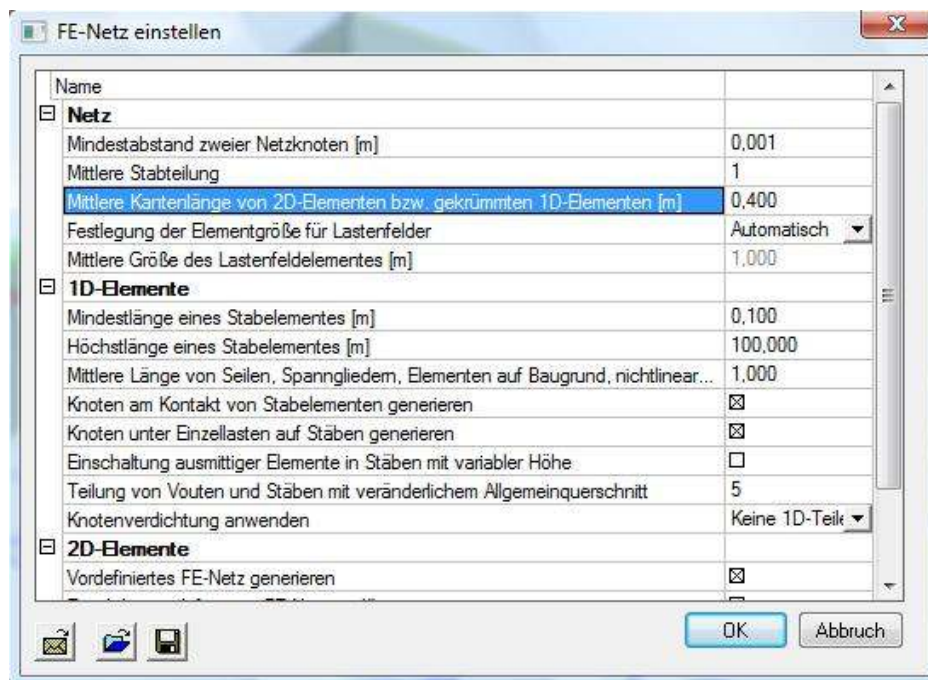 FE-Netz einstellen
Name
Netz
Mindestabstand zweier Netzknoten [m] 0,001
Mittlere Stabteilung 1
Mittlere Kantenlänge von 2D-Elementen bzw. gekrümmten 1D-Elementen [m] 0,400
Festlegung der Elementgröße für Lastenfelder Automatisch
Mittlere Größe des Lastenfeldelementes [m] 1,000
1D-Elemente
Mindestlänge eines Stabelementes [m] 0,100
Höchstlänge eines Stabelementes [m] 100,000
Mittlere Länge von Seilen, Spanngliedern, Elementen auf Baugrund, nichtlinear... 1,000
Knoten am Kontakt von Stabelementen generieren
Knoten unter Einzellasten auf Stäben generieren
Einschaltung ausmittiger Elemente in Stäben mit variabler Höhe
Teilung von Vouten und Stäben mit veränderlichem Allgemeinquerschnitt 5
Knotenverdichtung anwenden Keine 1D-Teile
2D-Elemente
Vordefiniertes FE-Netz generieren
OK Abbruch